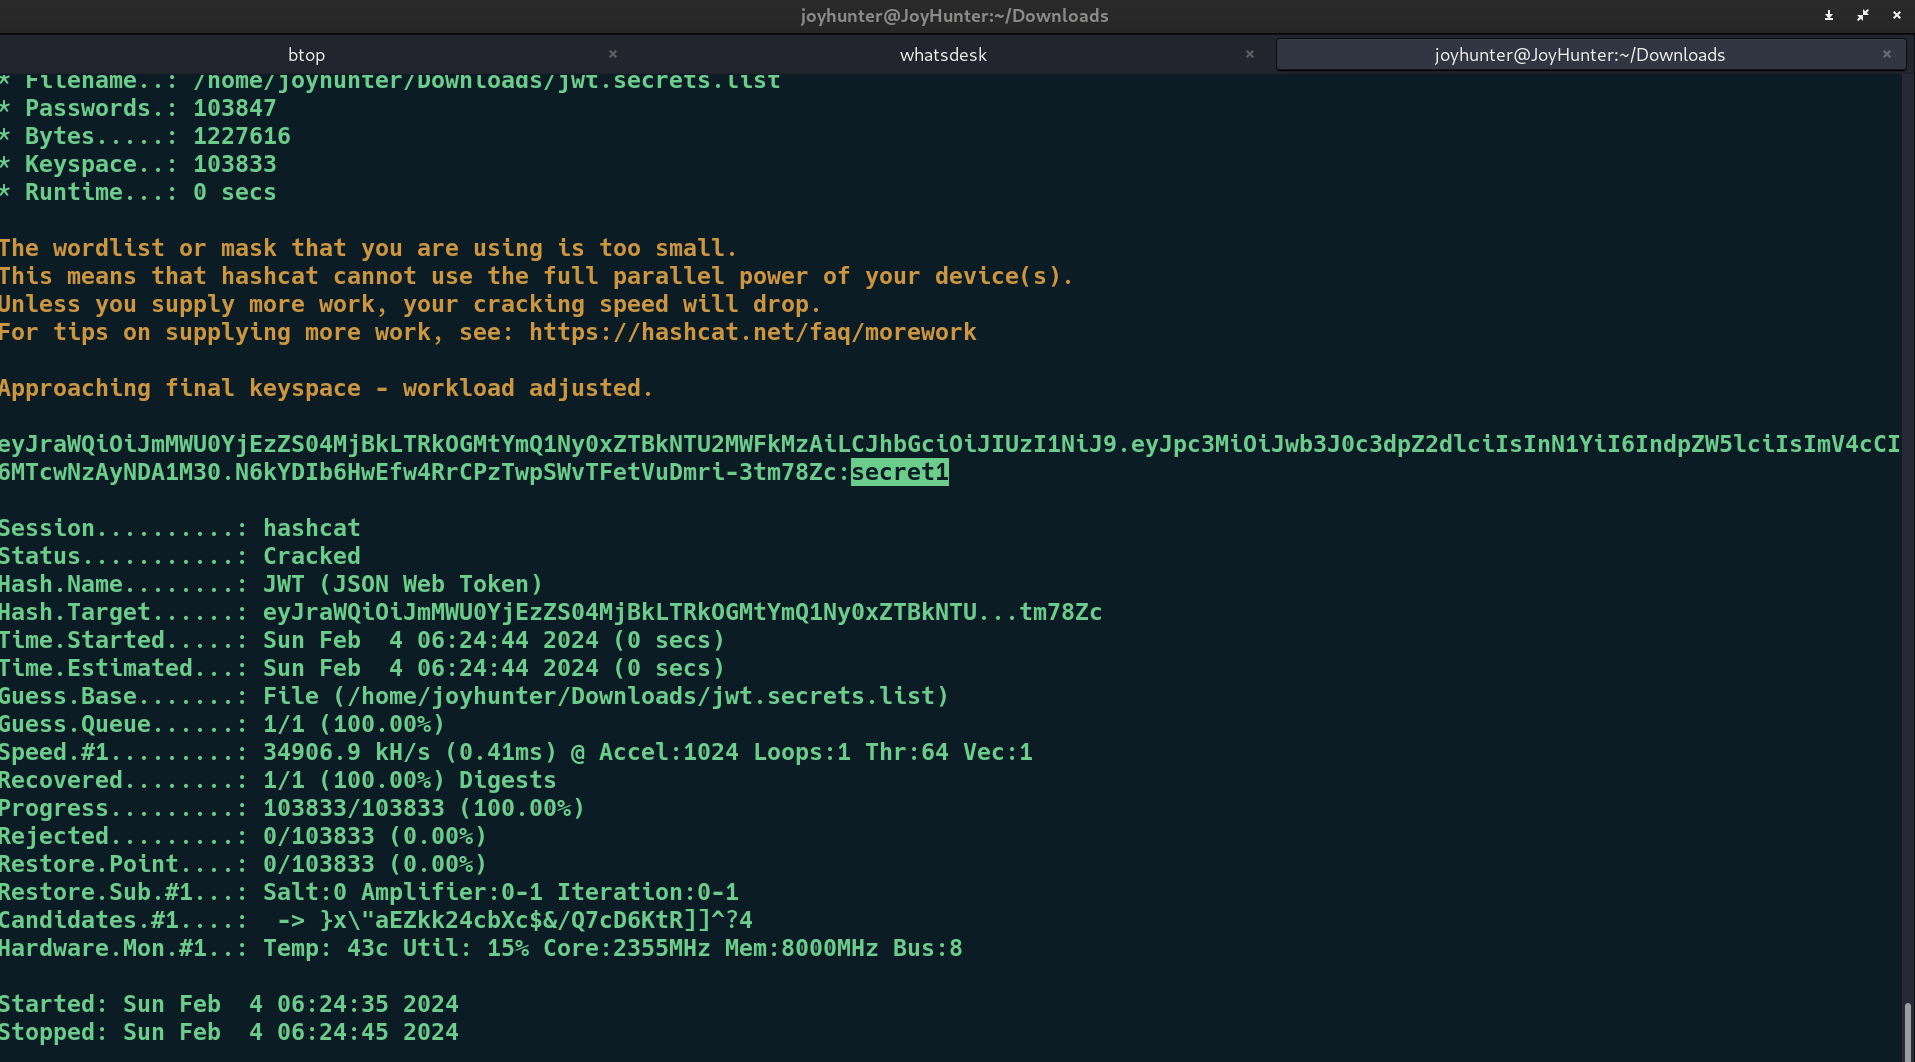 joyhunter@JoyHunter:~/Downloads
btop × whatsdesk × joyhunter@JoyHunter:~/Downloads ×
* Filename..: /home/joyhunter/Downloads/jwt.secrets.list
* Passwords.: 103847
* Bytes.....: 1227616
* Keyspace..: 103833
* Runtime...: 0 secs
The wordlist or mask that you are using is too small.
This means that hashcat cannot use the full parallel power of your device(s).
Unless you supply more work, your cracking speed will drop.
For tips on supplying more work, see: https://hashcat.net/faq/morework
Approaching final keyspace - workload adjusted.
eyJraWQiOiJmMWU0YjEzZS04MjBkLTRkOGMtYmQ1Ny0xZTBkNTU2MWFkMzAiLCJhbGciOiJIUzI1NiJ9.eyJpc3MiOiJwb3J0c3dpZ2dlciIsInN1YiI6IndpZW5lciIsImV4cCI
6MTcwNzAyNDA1M30.N6kYDIb6HwEfw4RrCPzTwpSWvTFetVuDmri-3tm78Zc:secret1
Session..........: hashcat
Status...........: Cracked
Hash.Name........: JWT (JSON Web Token)
Hash.Target......: eyJraWQiOiJmMWU0YjEzZS04MjBkLTRkOGMtYmQ1Ny0xZTBkNTU...tm78Zc
Time.Started.....: Sun Feb  4 06:24:44 2024 (0 secs)
Time.Estimated...: Sun Feb  4 06:24:44 2024 (0 secs)
Guess.Base.......: File (/home/joyhunter/Downloads/jwt.secrets.list)
Guess.Queue......: 1/1 (100.00%)
Speed.#1.........: 34906.9 kH/s (0.41ms) @ Accel:1024 Loops:1 Thr:64 Vec:1
Recovered........: 1/1 (100.00%) Digests
Progress.........: 103833/103833 (100.00%)
Rejected.........: 0/103833 (0.00%)
Restore.Point....: 0/103833 (0.00%)
Restore.Sub.#1...: Salt:0 Amplifier:0-1 Iteration:0-1
Candidates.#1....:  -> }x\"aEZkk24cbXc$&/Q7cD6KtR]]^?4
Hardware.Mon.#1..: Temp: 43c Util: 15% Core:2355MHz Mem:8000MHz Bus:8
Started: Sun Feb  4 06:24:35 2024
Stopped: Sun Feb  4 06:24:45 2024